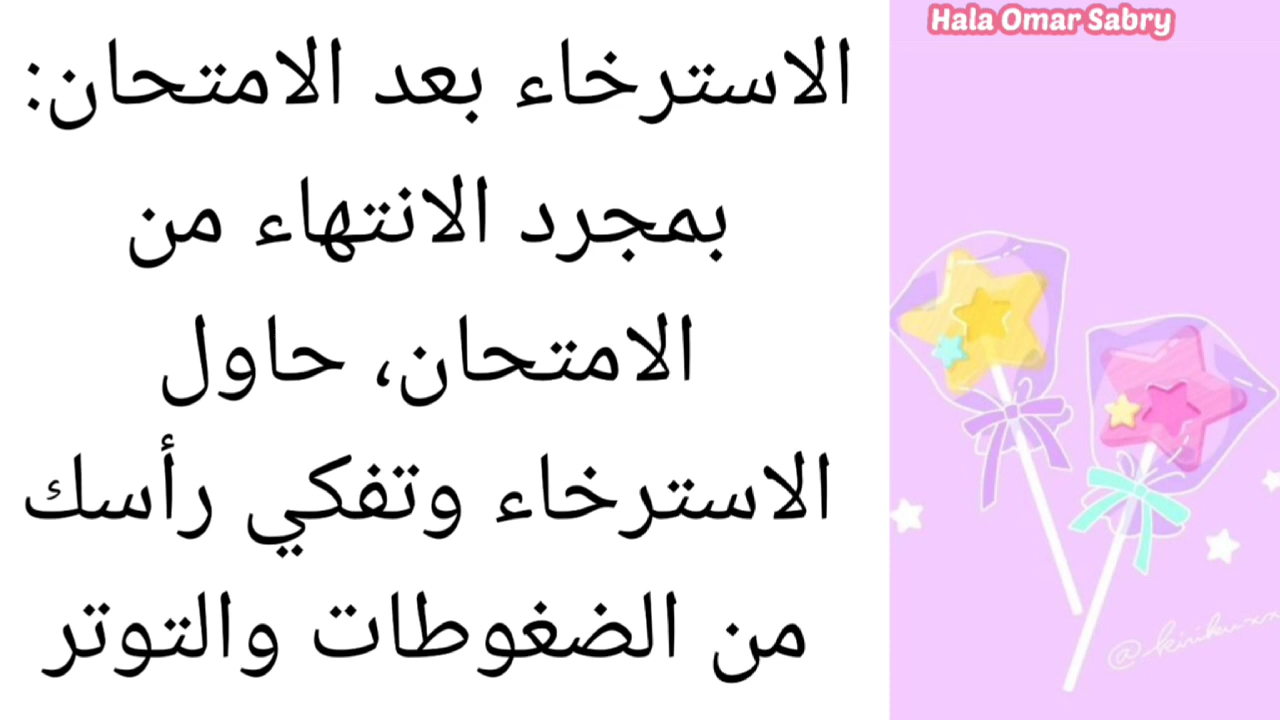 Hala Omar Sabry
الاسترخاء بعد الامتحان:
بمجرد الانتهاء من
الامتحان، حاول
الاسترخاء وتفكي رأسك
من الضغوطات والتوتر